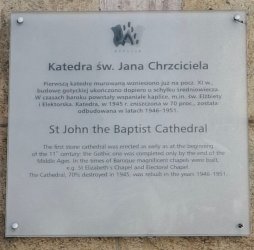 WROCŁAW
Katedra św. Jana Chrzciciela
Pierwszą katedrę murowaną wzniesiono już na pocz. XI w.,
budowę gotyckiej ukończono dopiero u schyłku średniowiecza.
W czasach baroku powstały wspaniałe kaplice, m.in. św. Elżbiety
i Elektorska. Katedra, w 1945 r. zniszczona w 70 proc., została
odbudowana w latach 1946-1951.
St John the Baptist Cathedral
The first stone cathedral was erected as early as at the beginning
of the 11th century; the Gothic one was completed only by the end of the
Middle Ages. In the times of Baroque magnificent chapels were built,
e.g. St Elizabeth's Chapel and Electoral Chapel.
The Cathedral, 70% destroyed in 1945, was rebuilt in the years 1946-1951.